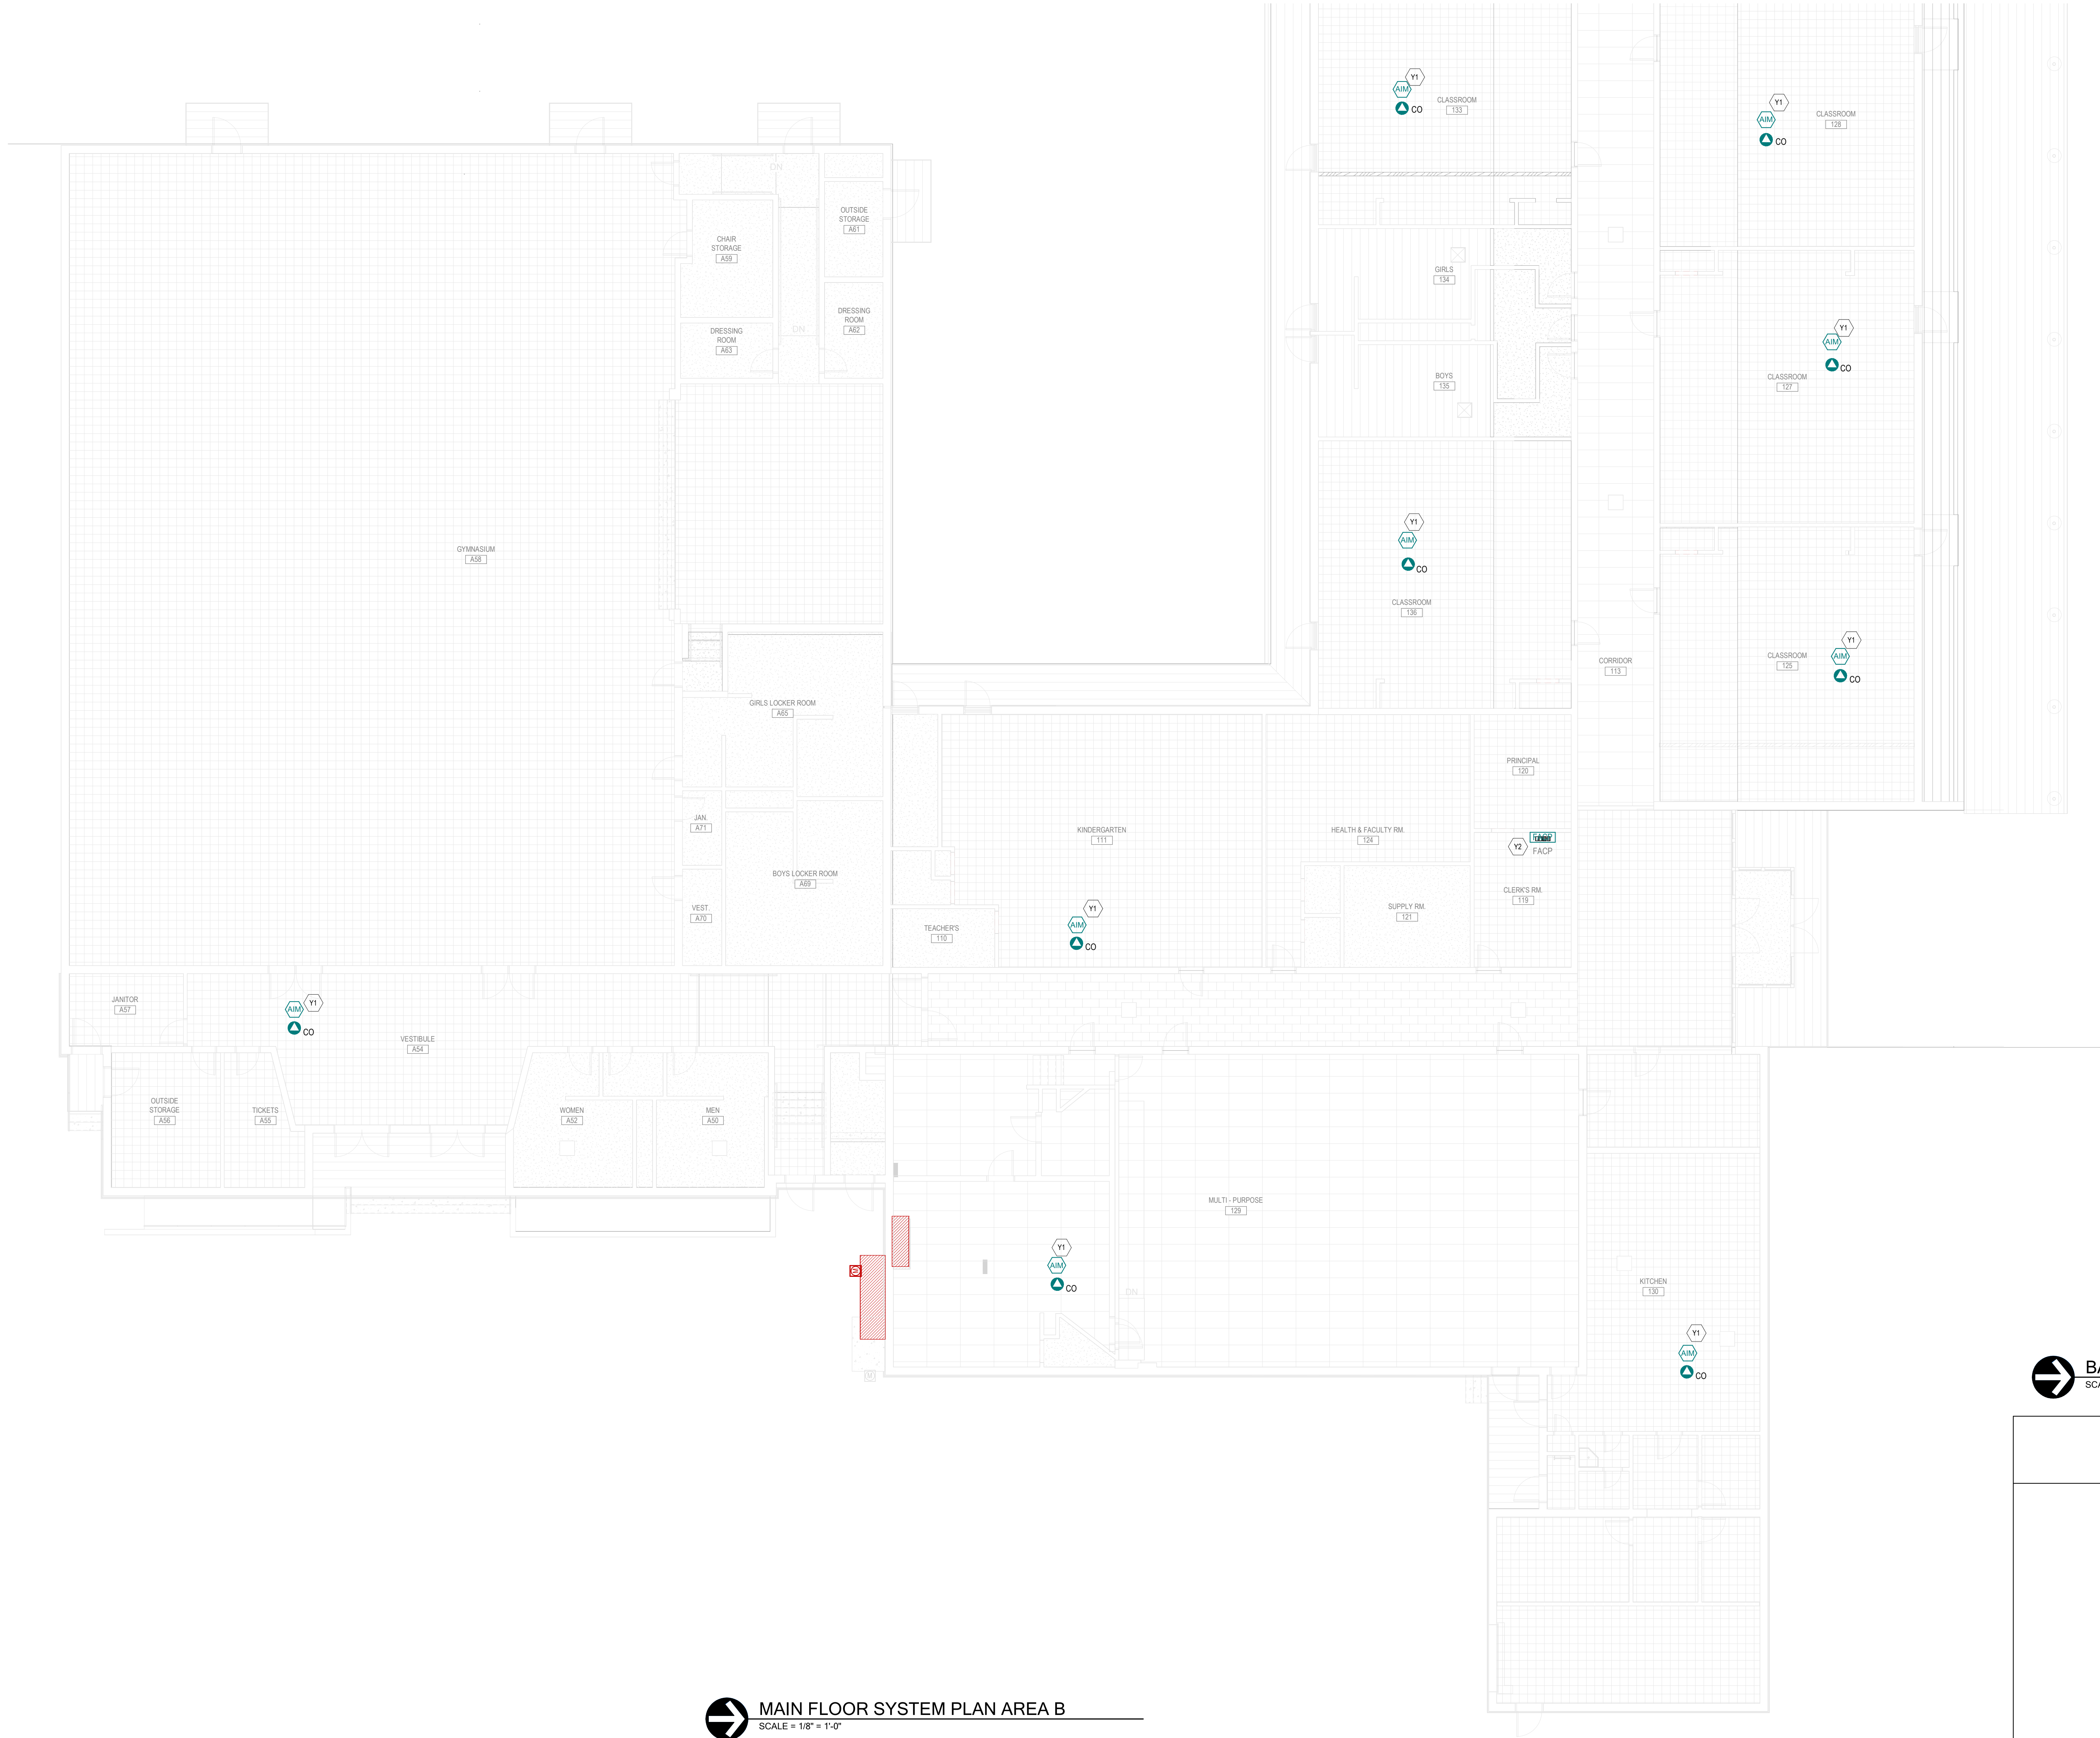 Y1
AIM
CO
CLASSROOM
133
Y1
AIM
CO
CLASSROOM
128
DN
OUTSIDE
STORAGE
A61
CHAIR
STORAGE
A59
GIRLS
134
DRESSING
ROOM
A62
DN
DRESSING
ROOM
A63
Y1
AIM
CO
CLASSROOM
127
BOYS
135
GYMNASIUM
A58
Y1
AIM
CO
CLASSROOM
136
Y1
AIM
CO
CLASSROOM
125
CORRIDOR
113
GIRLS LOCKER ROOM
A65
PRINCIPAL
120
JAN.
A71
KINDERGARTEN
111
HEALTH & FACULTY RM.
124
Y2
FACP
BOYS LOCKER ROOM
A69
CLERK'S RM.
119
VEST.
A70
Y1
AIM
CO
SUPPLY RM.
121
TEACHER'S
110
JANITOR
A57
AIM
Y1
CO
VESTIBULE
A54
OUTSIDE
STORAGE
A56
TICKETS
A55
WOMEN
A52
MEN
A50
MULTI - PURPOSE
129
Y1
AIM
CO
DN
KITCHEN
130
Y1
AIM
CO
M
BA
SCA
MAIN FLOOR SYSTEM PLAN AREA B
SCALE = 1/8" = 1'-0"